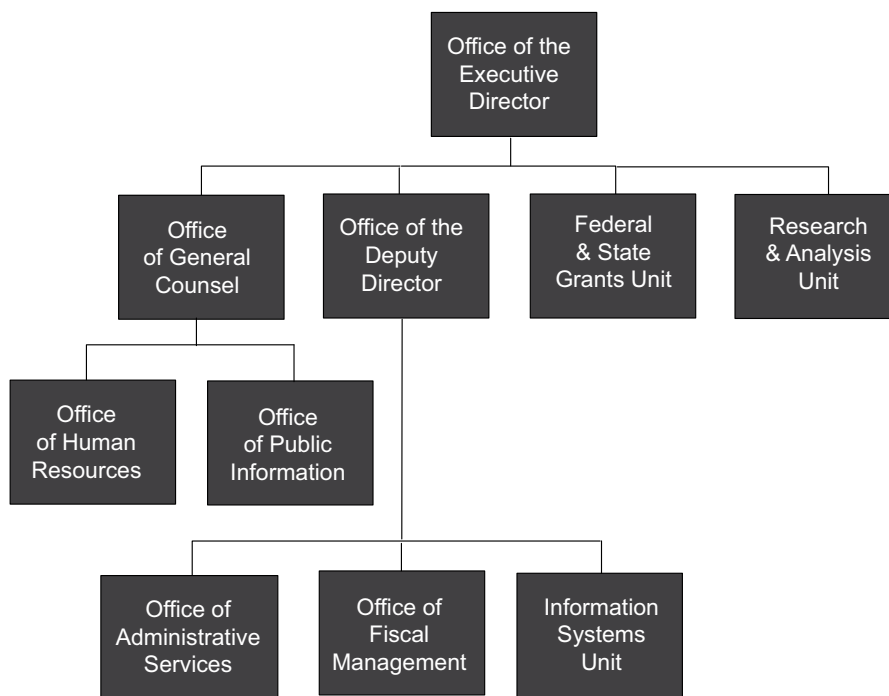 Office of the
Executive
Director
Office
of General
Counsel
Office of the
Deputy
Director
Federal
& State
Grants Unit
Research
& Analysis
Unit
Office
of Human
Resources
Office
of Public
Information
Office of
Administrative
Services
Office of
Fiscal
Management
Information
Systems
Unit